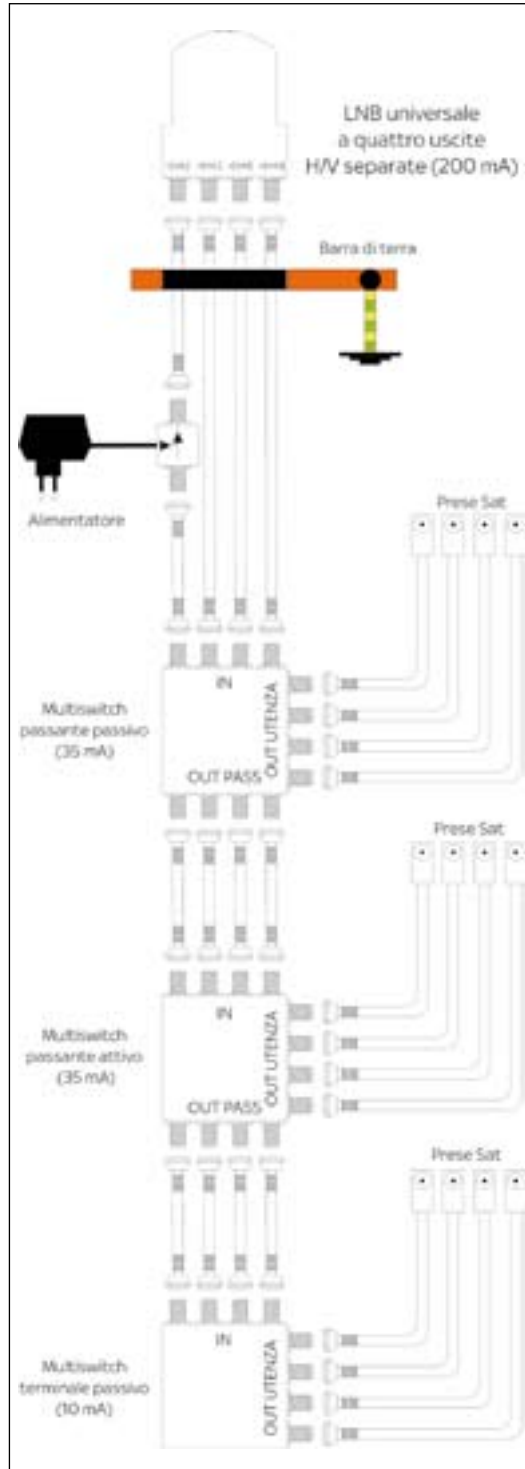 LNB universale
a quattro uscite
H/V separate (200 mA)
Barra di terra
Alimentatore
Prese Sat
IN
OUT UTENZA
OUT PASS
Multiswitch
passante passivo
(35 mA)
Prese Sat
IN
OUT UTENZA
OUT PASS
Multiswitch
passante attivo
(35 mA)
Prese Sat
IN
OUT UTENZA
Multiswitch
terminale passivo
(10 mA)